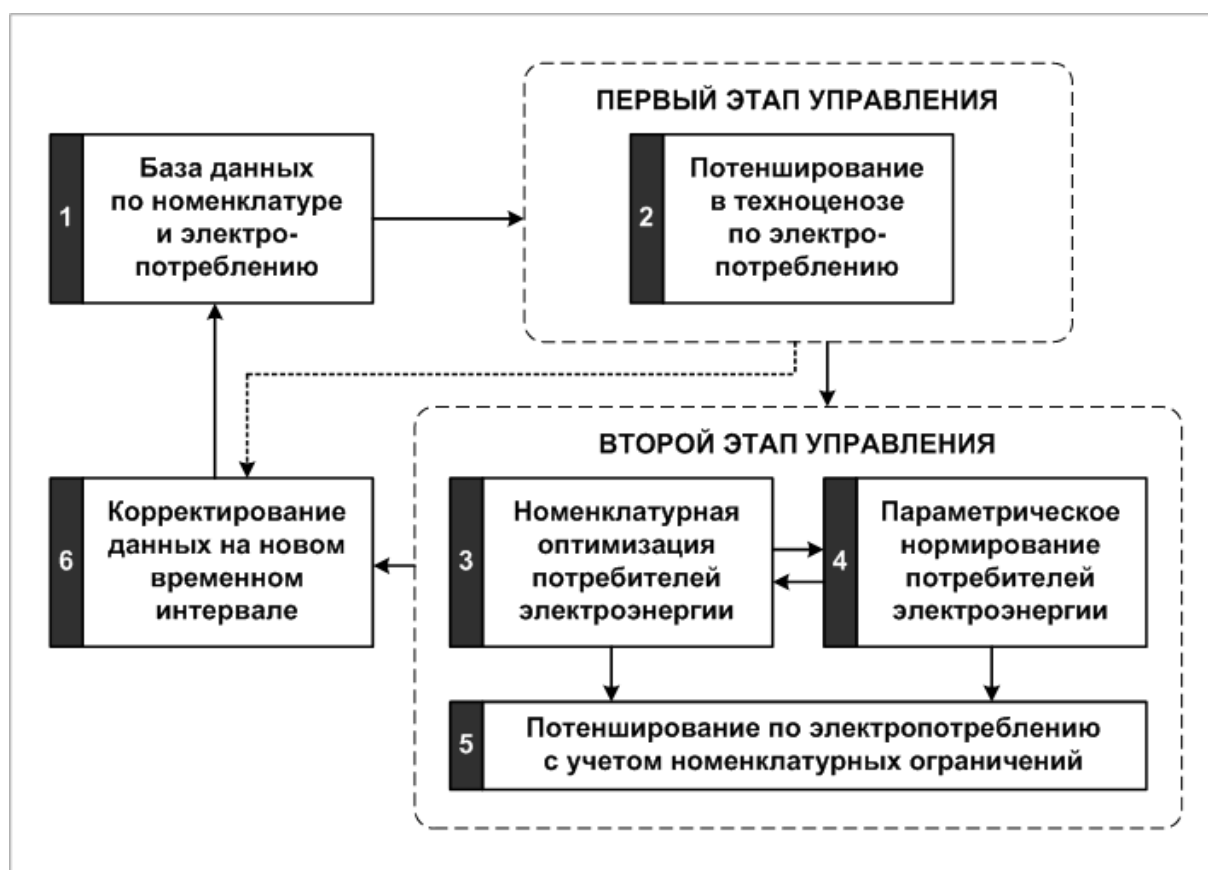 ПЕРВЫЙ ЭТАП УПРАВЛЕНИЯ
1
База данных
по номенклатуре
и электро-
потреблению
2
Потенширование
в техноценозе
по электро-
потреблению
ВТОРОЙ ЭТАП УПРАВЛЕНИЯ
3
Номенклатурная
оптимизация
потребителей
электроэнергии
4
Параметрическое
нормирование
потребителей
электроэнергии
5
Потенширование по электропотреблению
с учетом номенклатурных ограничений
6
Корректирование
данных на новом
временном
интервале